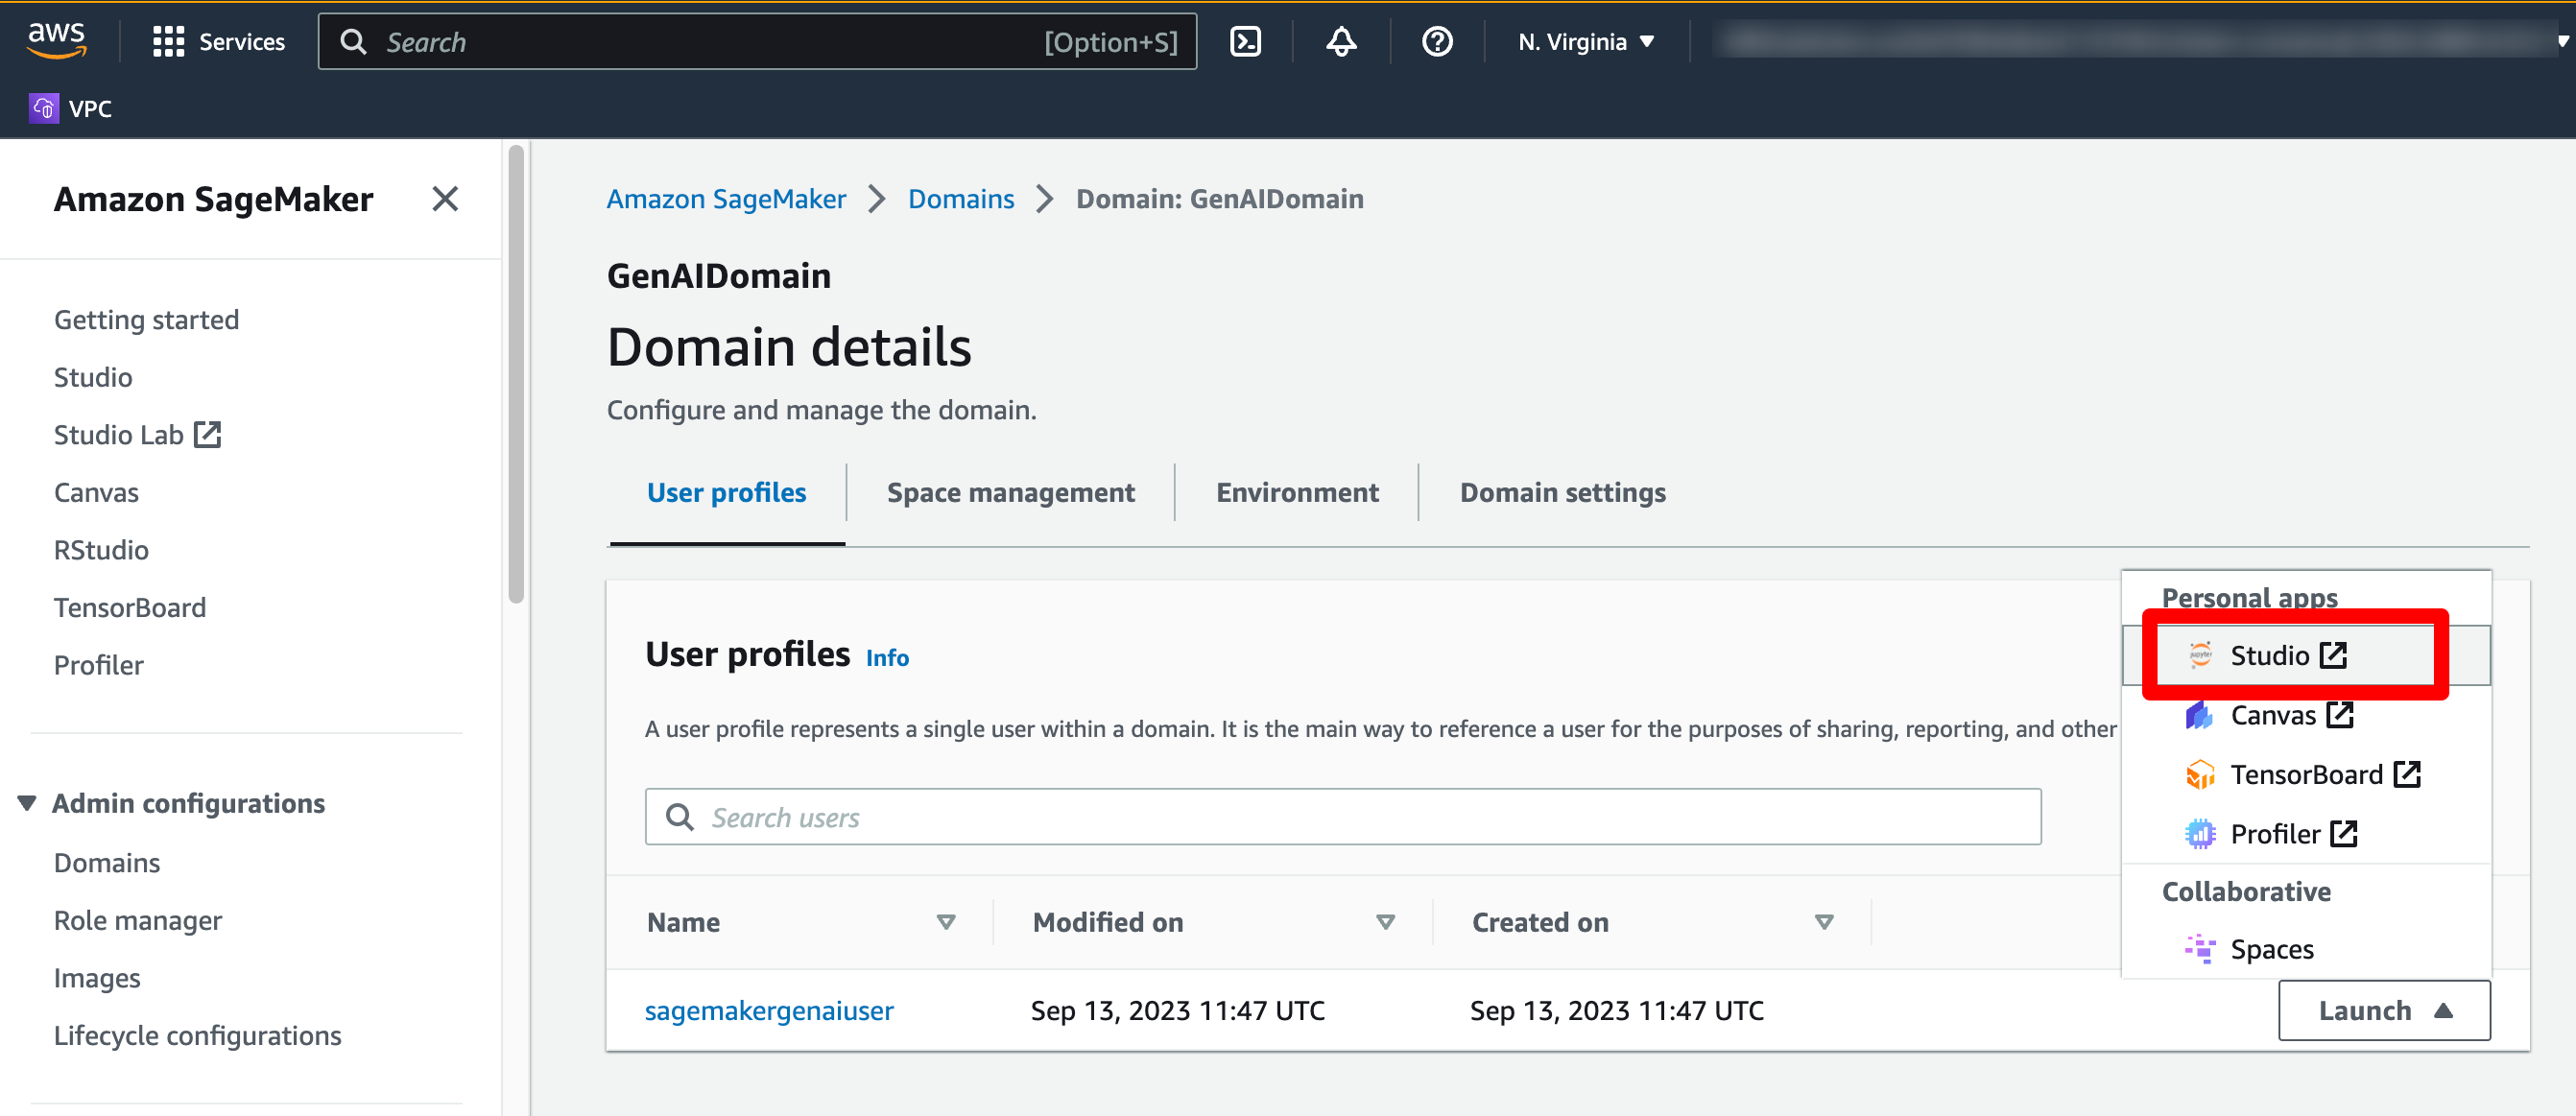 aws
Services
Search
[Option+S]
N. Virginia
VPC
Amazon SageMaker
Getting started
Studio
Studio Lab
Canvas
RStudio
TensorBoard
Profiler
Admin configurations
Domains
Role manager
Images
Lifecycle configurations
Amazon SageMaker
Domains
Domain: GenAIDomain
GenAIDomain
Domain details
Configure and manage the domain.
User profiles
Space management
Environment
Domain settings
User profiles Info
A user profile represents a single user within a domain. It is the main way to reference a user for the purposes of sharing, reporting, and other
Search users
Name
Modified on
Created on
sagemakergenaiuser
Sep 13, 2023 11:47 UTC
Sep 13, 2023 11:47 UTC
Personal apps
jupyter
Studio
Canvas
TensorBoard
Profiler
Collaborative
Spaces
Launch